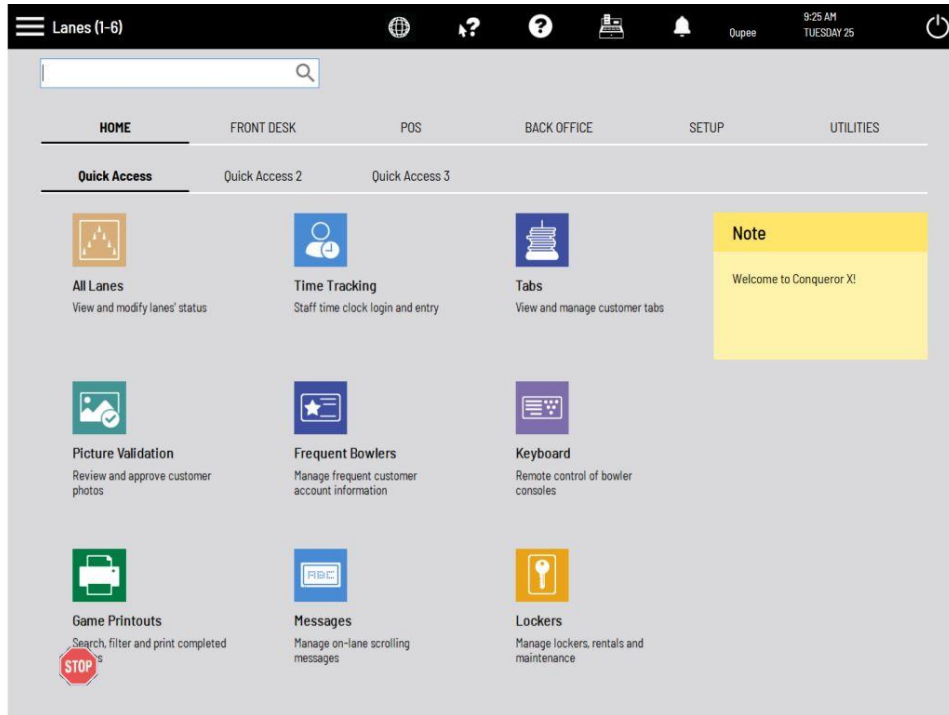 Lanes (1-6)
?
?
Qupee
9:25 AM
TUESDAY 25
HOME
FRONT DESK
POS
BACK OFFICE
SETUP
UTILITIES
Quick Access
Quick Access 2
Quick Access 3
All Lanes
View and modify lanes' status
Time Tracking
Staff time clock login and entry
Tabs
View and manage customer tabs
Note
Welcome to Conqueror X!
Picture Validation
Review and approve customer
photos
Frequent Bowlers
Manage frequent customer
account information
Keyboard
Remote control of bowler
consoles
Game Printouts
Search, filter and print completed
STOP
ABC
Messages
Manage on-lane scrolling
messages
Lockers
Manage lockers, rentals and
maintenance